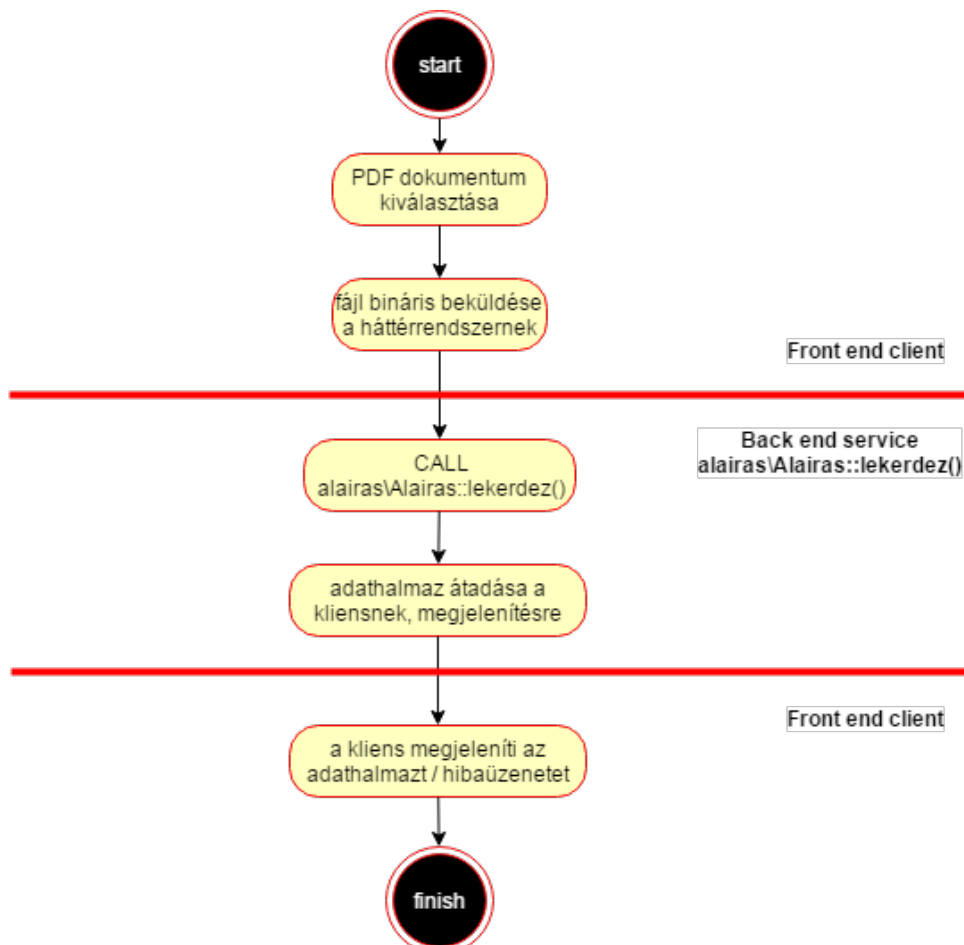 start
PDF dokumentum
kiválasztása
fájl bináris beküldése
a háttérrendszernek
Front end client
Back end service
alairas\Alairas::lekerdez()
CALL
alairas\Alairas::lekerdez()
adathalmaz átadása a
kliensnek, megjelenítésre
Front end client
a kliens megjeleníti az
adathalmazt / hibaüzenetet
finish